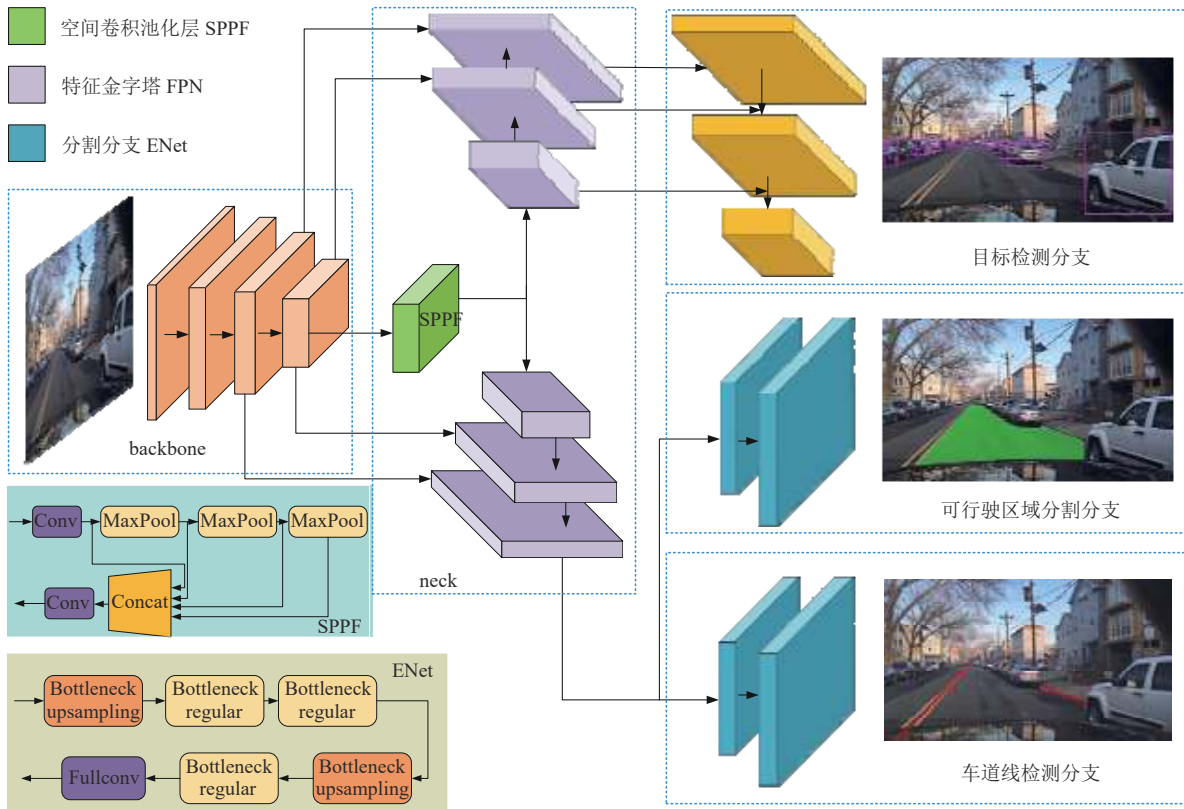 空间卷积池化层 SPPF
特征金字塔 FPN
分割分支 ENet
目标检测分支
SPPF
backbone
可行驶区域分割分支
Conv
MaxPool
MaxPool
MaxPool
neck
Conv
Concat
SPPF
ENet
Bottleneck
upsampling
Bottleneck
regular
Bottleneck
regular
Fullconv
Bottleneck
regular
Bottleneck
upsampling
车道线检测分支